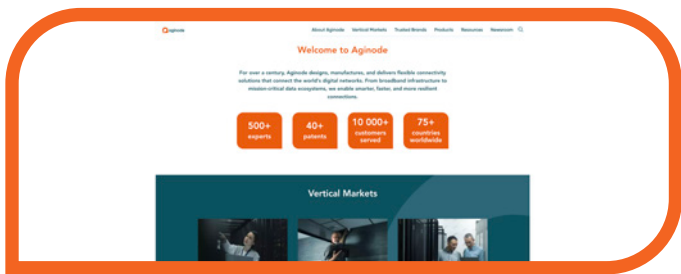 aginode
About Aginode Vertical Markets Trusted Brands Products Resources Newsroom
Welcome to Aginode
For over a century, Aginode designs, manufactures, and delivers flexible connectivity
solutions that connect the world's digital networks. From broadband infrastructure to
mission-critical data ecosystems, we enable smarter, faster, and more resilient
connections.
500+
experts
40+
patents
10 000+
customers
served
75+
countries
worldwide
Vertical Markets